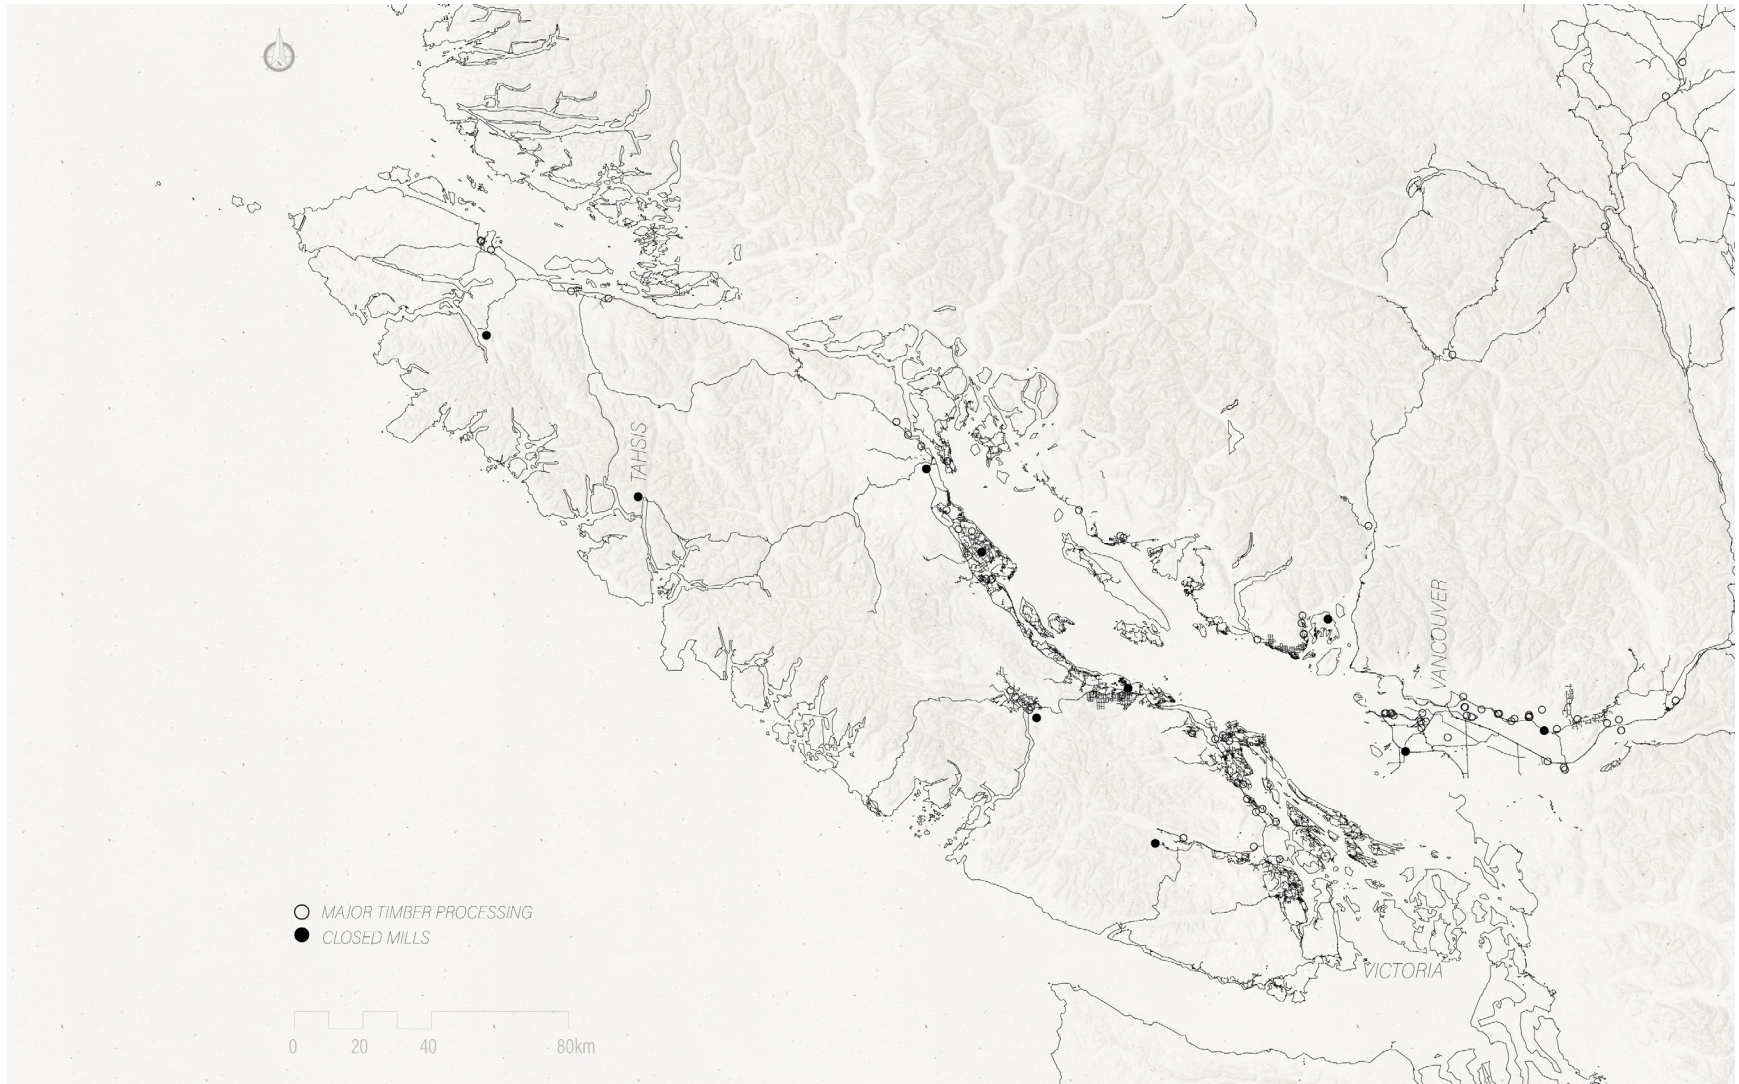 TAHSIS
VANCOUVER
MAJOR TIMBER PROCESSING
CLOSED MILLS
VICTORIA
0 20 40 80km